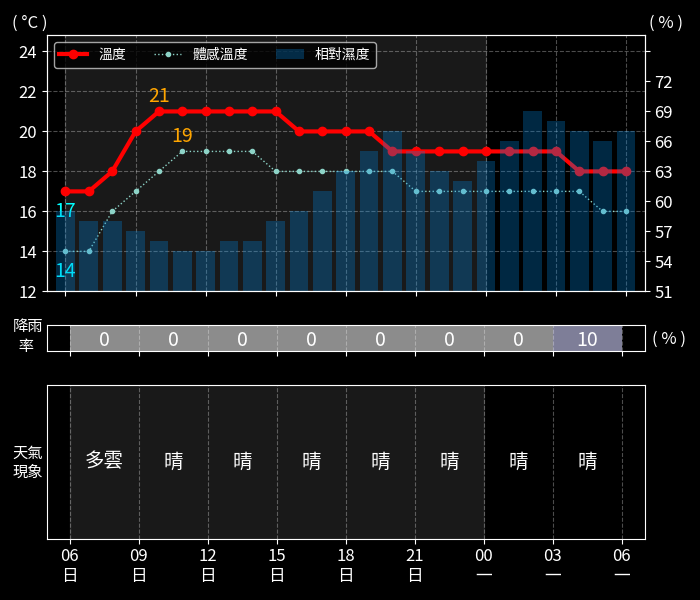 ( °C )
( % )
溫度
體感溫度
相對濕度
24
22
20
18
16
14
12
72
69
66
63
60
57
54
51
21
19
17
14
降雨
率
0 0 0 0 0 0 0 10
( % )
天氣
現象
多雲 晴 晴 晴 晴 晴 晴 晴
06 09 12 15 18 21 00 03 06
日 日 日 日 日 日 一 一 一